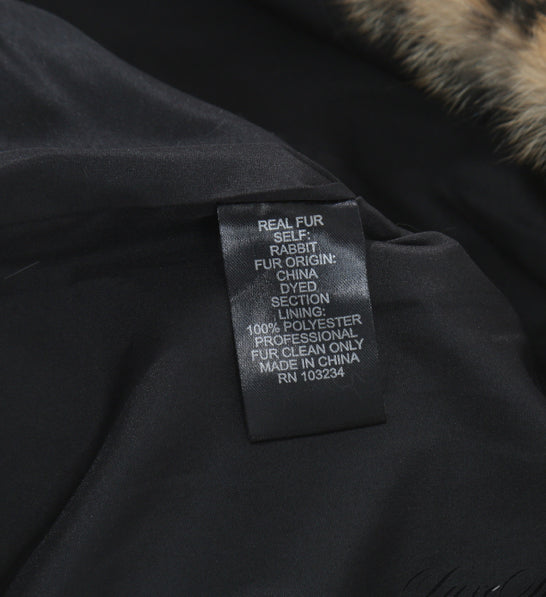 REAL FUR
SELF:
RABBIT
FUR ORIGIN:
CHINA
DYED
SECTION
LINING:
100% POLYESTER
PROFESSIONAL
FUR CLEAN ONLY
MADE IN CHINA
RN 103234